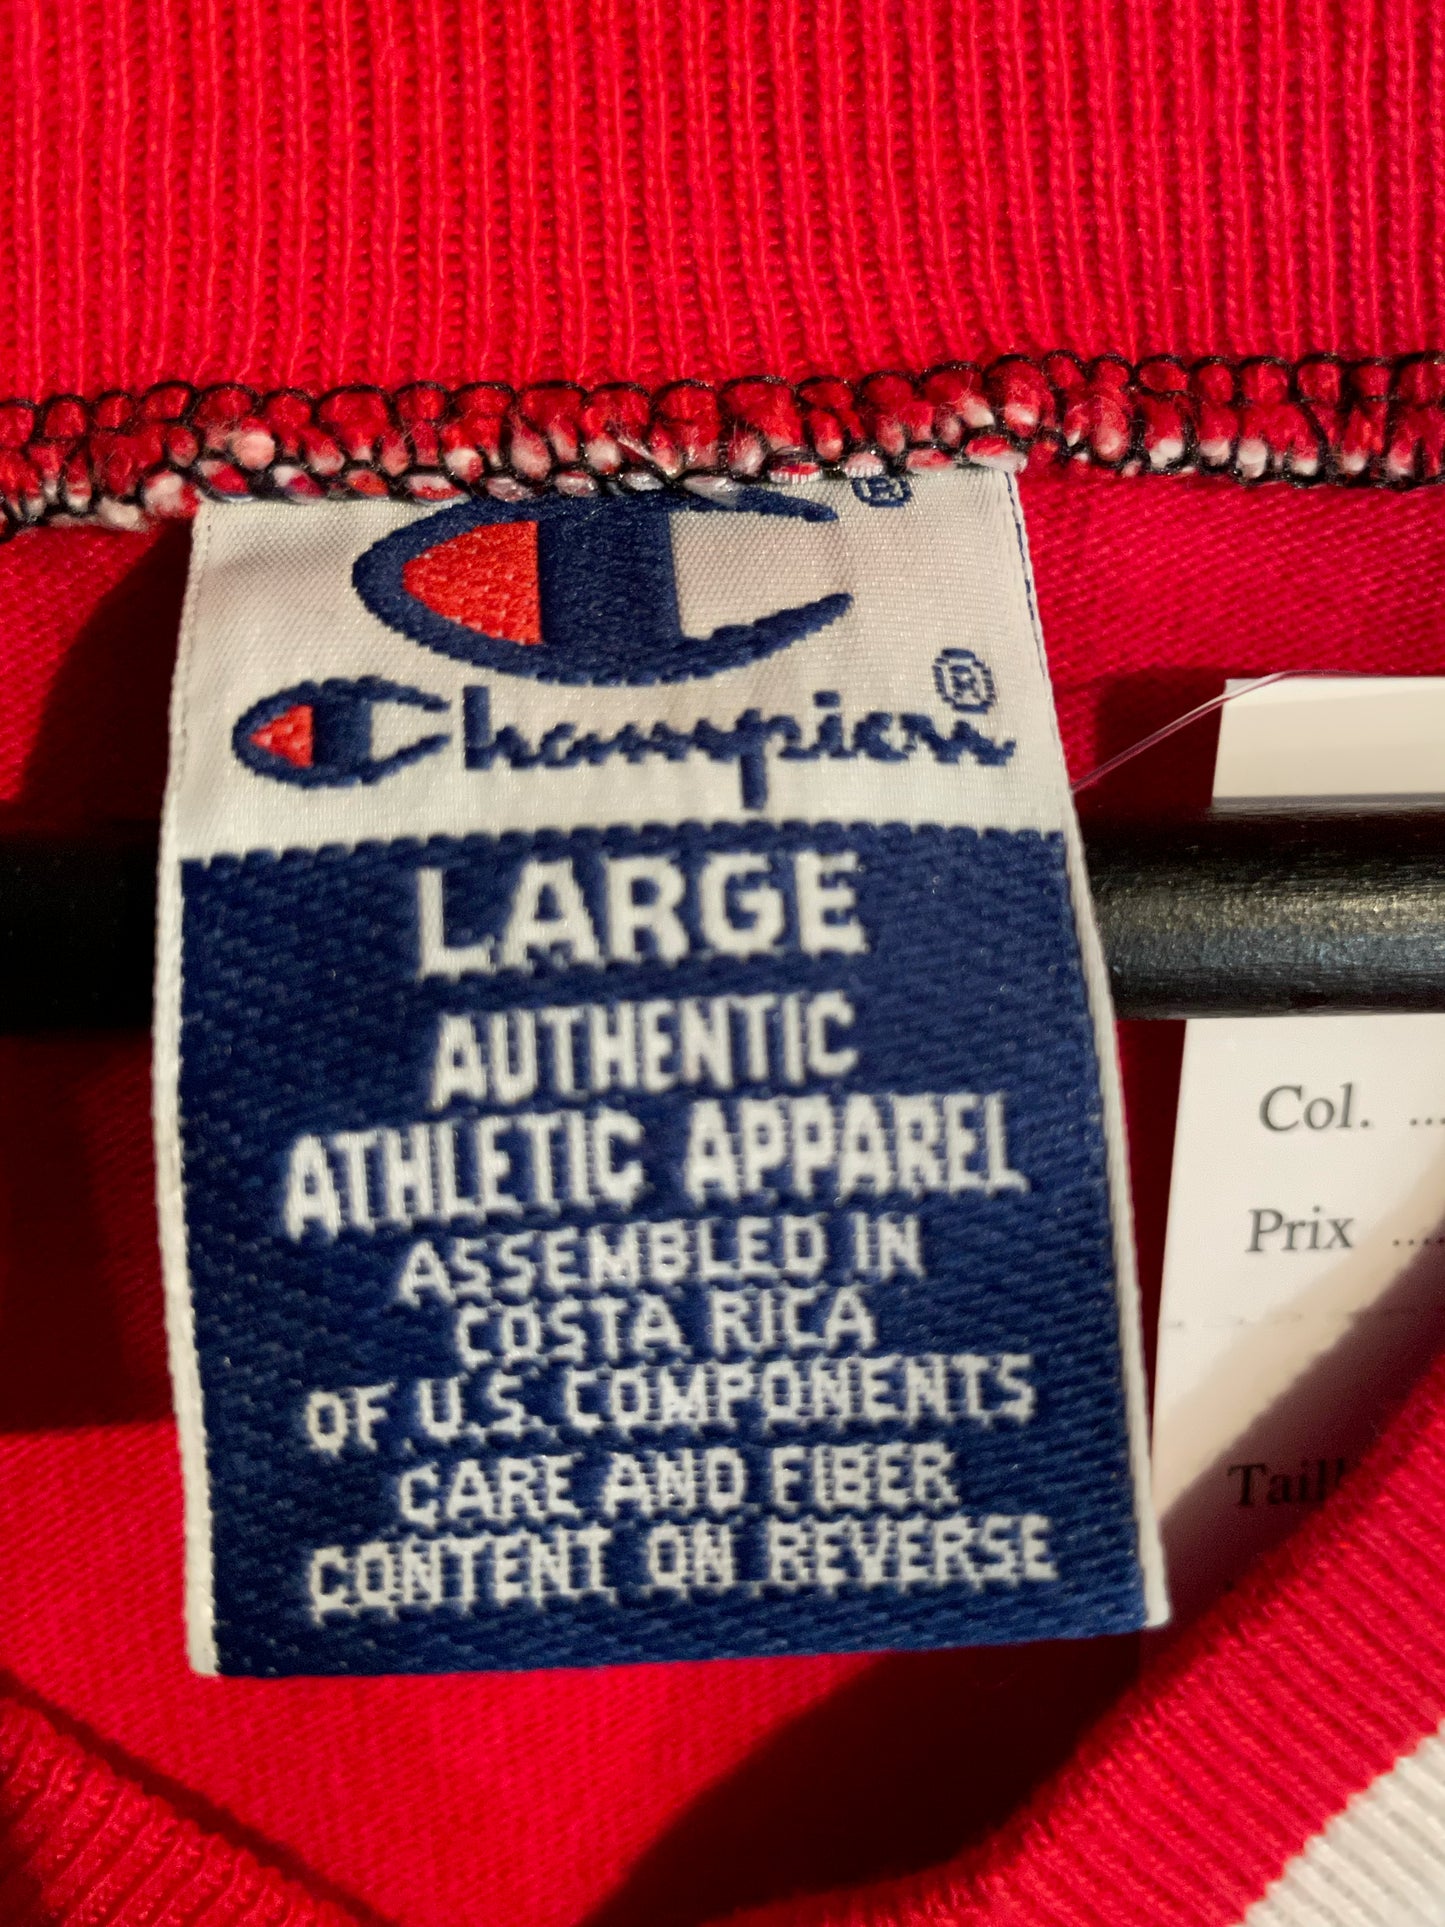 ®
Champion®
LARGE
AUTHENTIC
ATHLETIC APPAREL
ASSEMBLED IN
COSTA RICA
OF U.S. COMPONENTS
CARE AND FIBER
CONTENT ON REVERSE
Col. ...
Prix ....
Taill